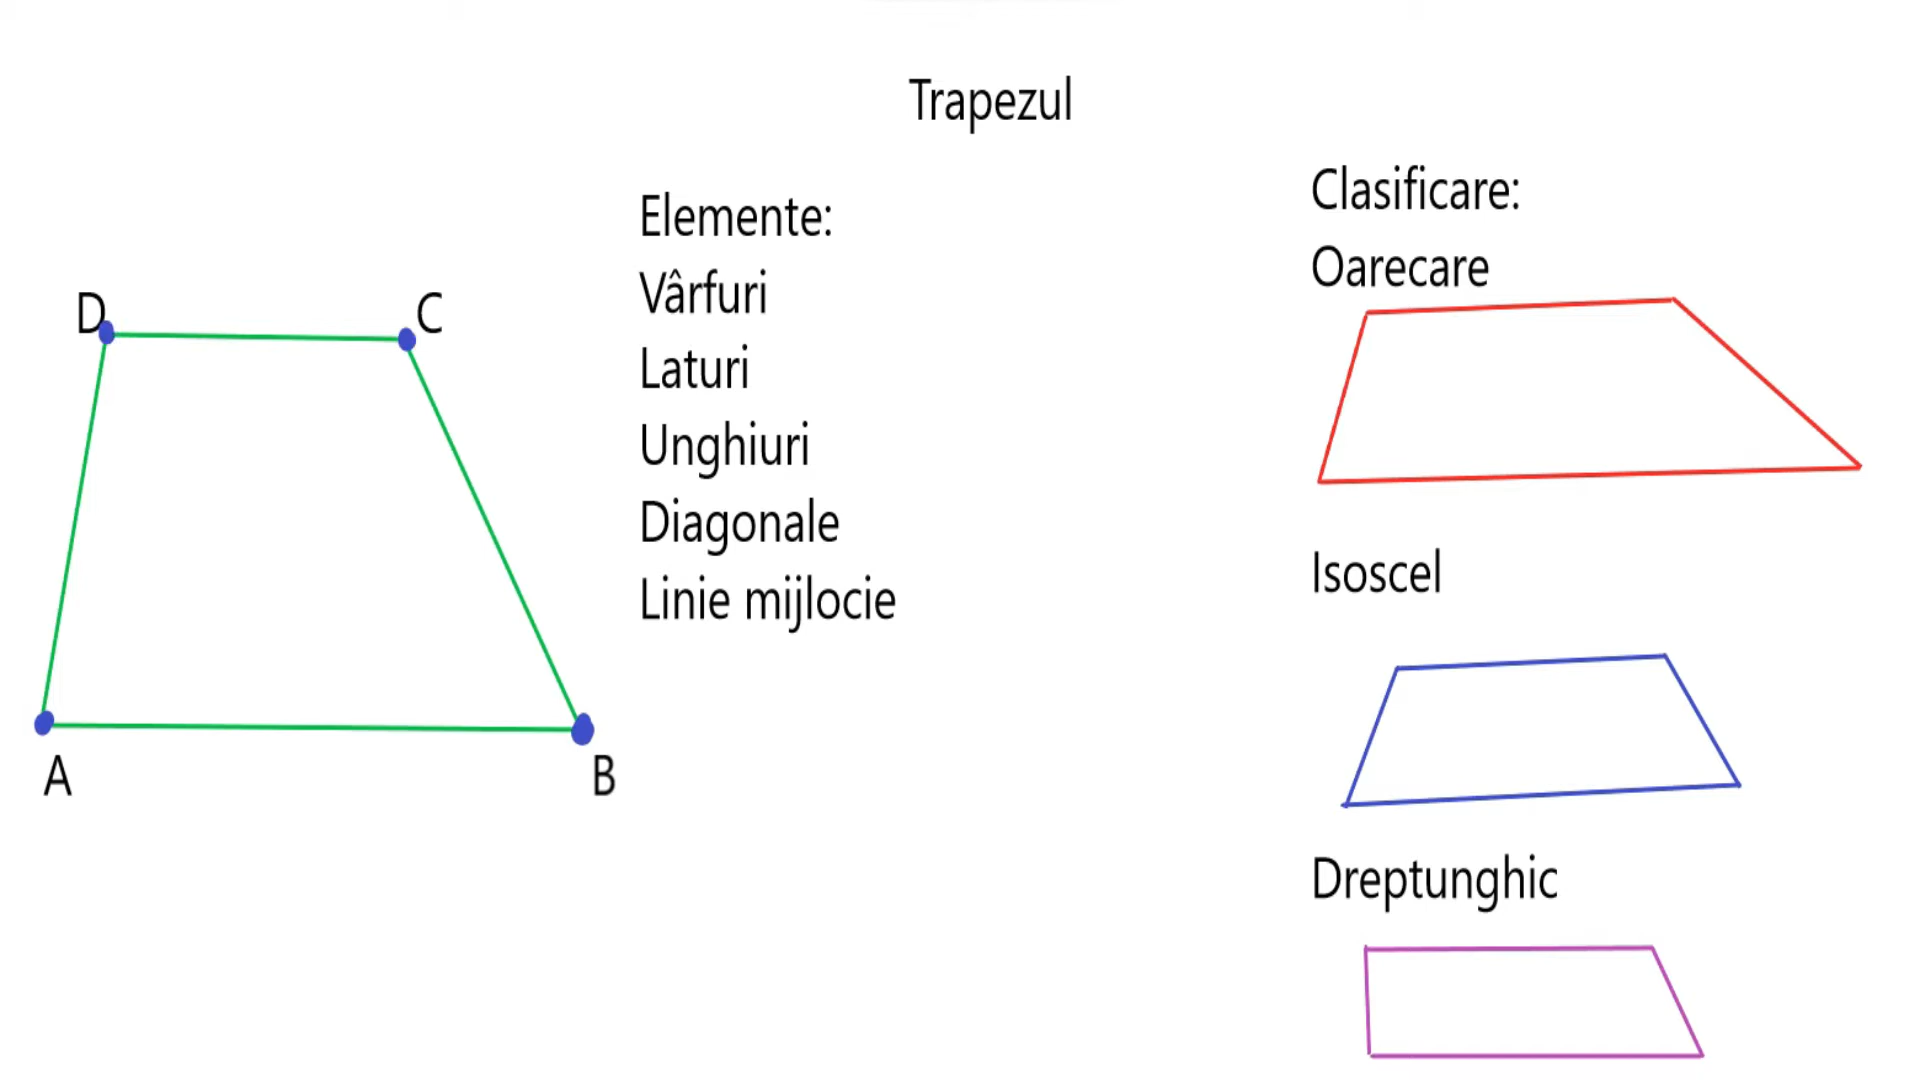 Trapezul
D
C
A
B
Elemente:
Vârfuri
Laturi
Unghiuri
Diagonale
Linie mijlocie
Clasificare:
Oarecare
Isoscel
Dreptunghic